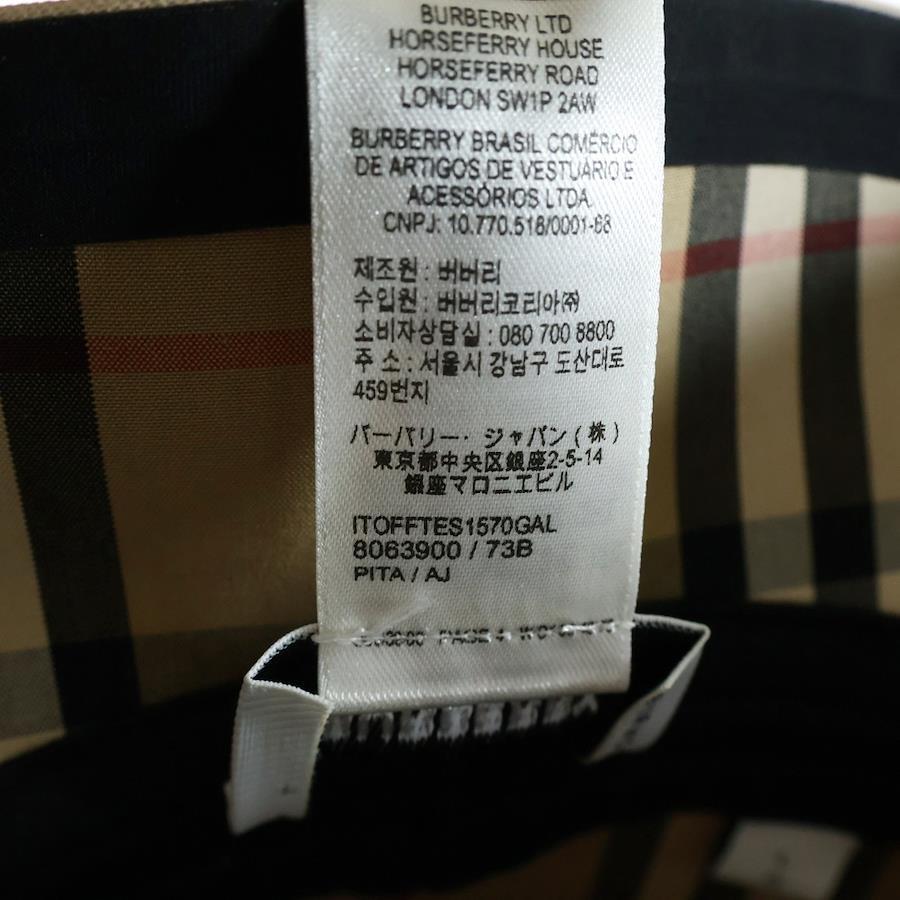 BURBERRY LTD
HORSEFERRY HOUSE
HORSEFERRY ROAD
LONDON SW1P 2AW
BURBERRY BRASIL COMÉRCIO
DE ARTIGOS DE VESTUÁRIO E
ACESSÓRIOS LTDA.
CNPJ: 10.770.518/0001-68
제조원 : 버버리
수입원 : 버버리코리아㈜
소비자상담실 : 080 700 8800
주 소 : 서울시 강남구 도산대로
459번지
バーバリー・ジャパン(株)
東京都中央区銀座2-5-14
銀座マロニエビル
ITOFFTES1570GAL
8063900 / 73B
PITA / AJ
PAGE 4